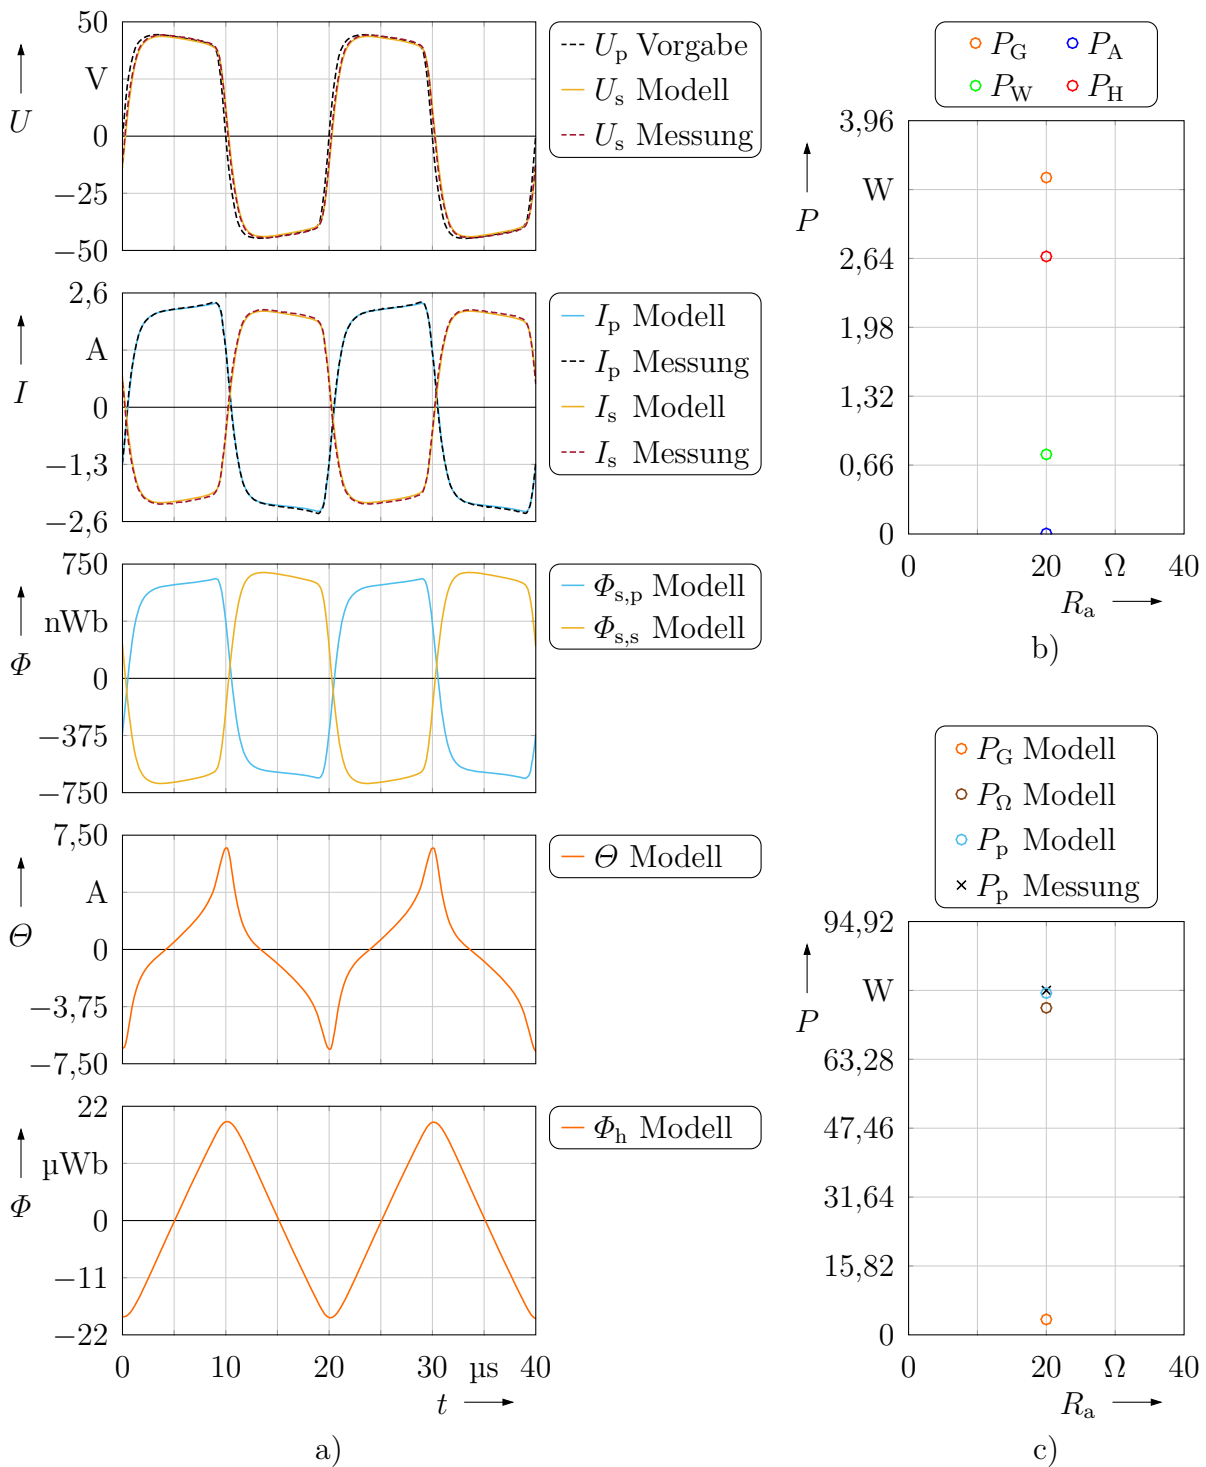 50
V
0
−25
−50
U
U_p Vorgabe
U_s Modell
U_s Messung
2,6
A
0
−1,3
−2,6
I
I_p Modell
I_p Messung
I_s Modell
I_s Messung
750
nWb
0
−375
−750
Φ
Φ_s,p Modell
Φ_s,s Modell
7,50
A
0
−3,75
−7,50
Θ
Θ Modell
22
µWb
0
−11
−22
Φ
Φ_h Modell
0 10 20 30 µs 40
t
a)
P_G P_A
P_W P_H
3,96
W
2,64
1,98
1,32
0,66
0
P
0 20 Ω 40
R_a
b)
P_G Modell
P_Ω Modell
P_p Modell
P_p Messung
94,92
W
63,28
47,46
31,64
15,82
0
P
0 20 Ω 40
R_a
c)